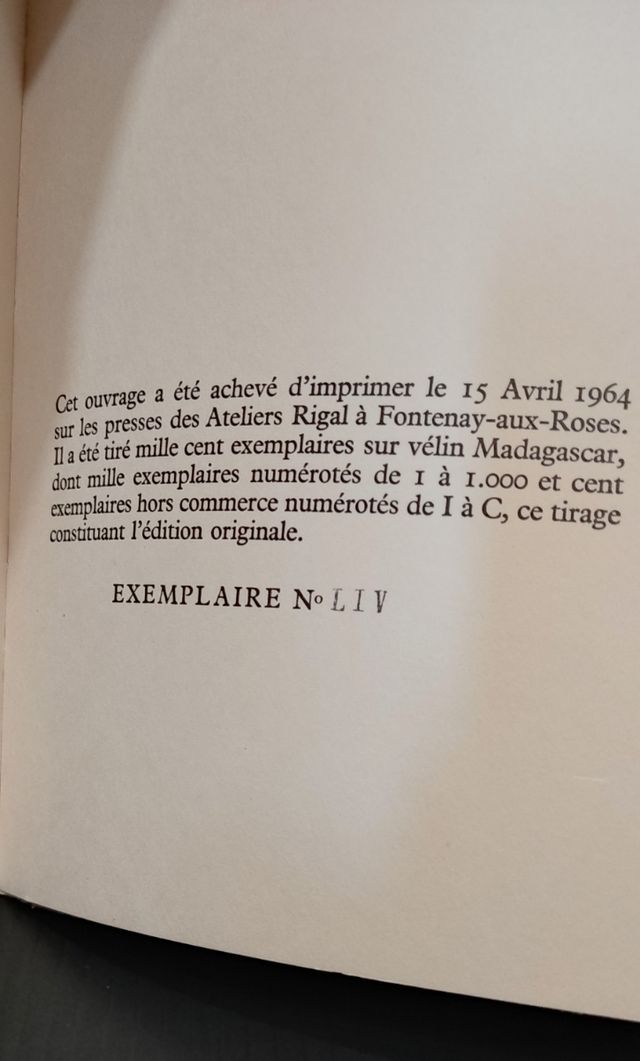 Cet ouvrage a été achevé d'imprimer le 15 Avril 1964
sur les presses des Ateliers Rigal à Fontenay-aux-Roses.
Il a été tiré mille cent exemplaires sur vélin Madagascar,
dont mille exemplaires numérotés de 1 à 1.000 et cent
exemplaires hors commerce numérotés de I à C, ce tirage
constituant l'édition originale.
EXEMPLAIRE Nº LIV